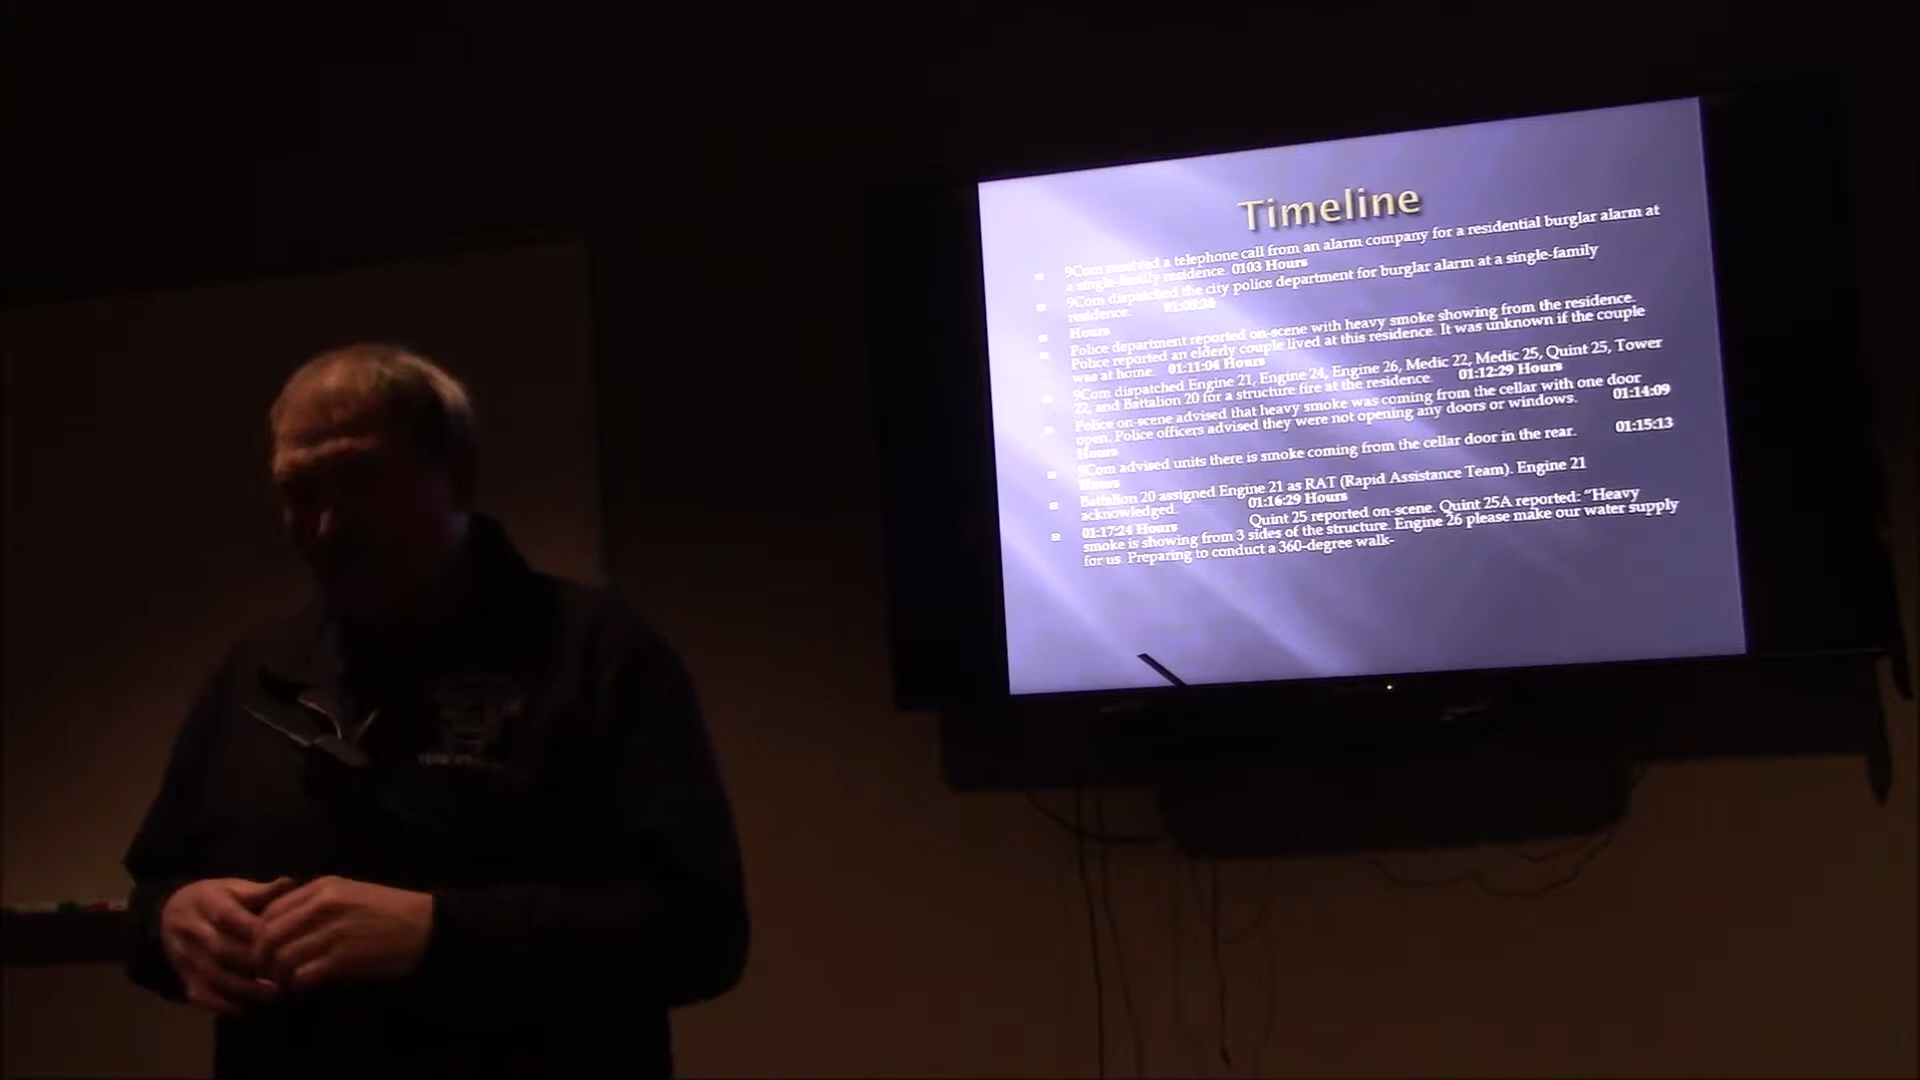 Timeline
9Com received a telephone call from an alarm company for a residential burglar alarm at
a single-family residence. 0103 Hours
9Com dispatched the city police department for burglar alarm at a single-family
residence.
Hours
Police department reported on-scene with heavy smoke showing from the residence.
Police reported an elderly couple lived at this residence. It was unknown if the couple
was at home. 01:11:04 Hours
9Com dispatched Engine 21, Engine 24, Engine 26, Medic 22, Medic 25, Quint 25, Tower
22, and Battalion 20 for a structure fire at the residence. 01:12:29 Hours
Police on-scene advised that heavy smoke was coming from the cellar with one door
open. Police officers advised they were not opening any doors or windows. 01:14:09
Hours
9Com advised units there is smoke coming from the cellar door in the rear. 01:15:13
Hours
Battalion 20 assigned Engine 21 as RAT (Rapid Assistance Team). Engine 21
acknowledged. 01:16:29 Hours
01:17:24 Hours Quint 25 reported on-scene. Quint 25A reported: “Heavy
smoke is showing from 3 sides of the structure. Engine 26 please make our water supply
for us. Preparing to conduct a 360-degree walk-